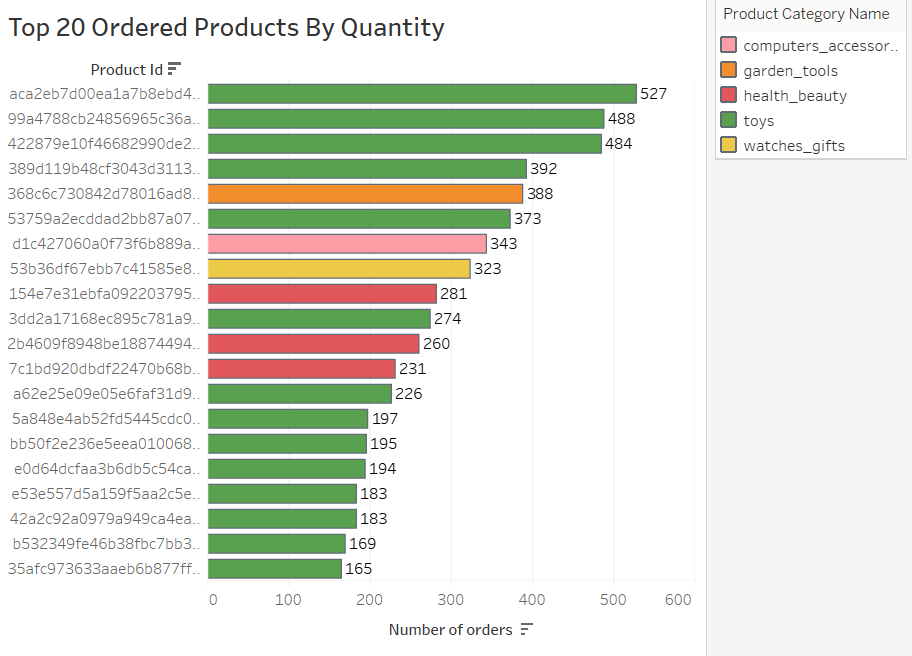 Top 20 Ordered Products By Quantity
Product Id
aca2eb7d00ea1a7b8ebd4.. 527
99a4788cb24856965c36a.. 488
422879e10f46682990de2.. 484
389d119b48cf3043d3113.. 392
368c6c730842d78016ad8.. 388
53759a2ecddad2bb87a07.. 373
d1c427060a0f73f6b889a.. 343
53b36df67ebb7c41585e8.. 323
154e7e31ebfa092203795.. 281
3dd2a17168ec895c781a9.. 274
2b4609f8948be18874494.. 260
7c1bd920dbdf22470b68b.. 231
a62e25e09e05e6faf31d9.. 226
5a848e4ab52fd5445cdc0.. 197
bb50f2e236e5eea010068.. 195
e0d64dcfaa3b6db5c54ca.. 194
e53e557d5a159f5aa2c5e.. 183
42a2c92a0979a949ca4ea.. 183
b532349fe46b38fbc7bb3.. 169
35afc973633aaeb6b877ff.. 165
0 100 200 300 400 500 600
Number of orders
Product Category Name
computers_accessor..
garden_tools
health_beauty
toys
watches_gifts